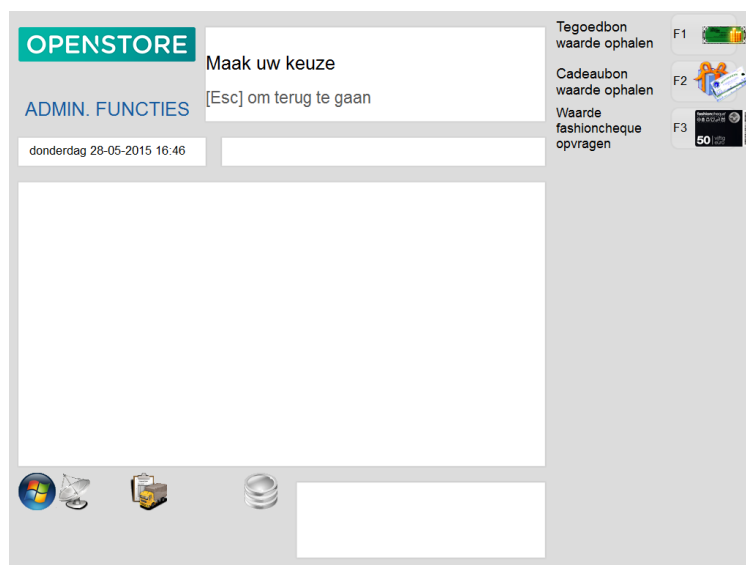 OPENSTORE
ADMIN. FUNCTIES
Maak uw keuze
[Esc] om terug te gaan
donderdag 28-05-2015 16:46
Tegoedbon
waarde ophalen
F1
Cadeaubon
waarde ophalen
F2
Waarde
fashioncheque
opvragen
F3
fashioncheque
50